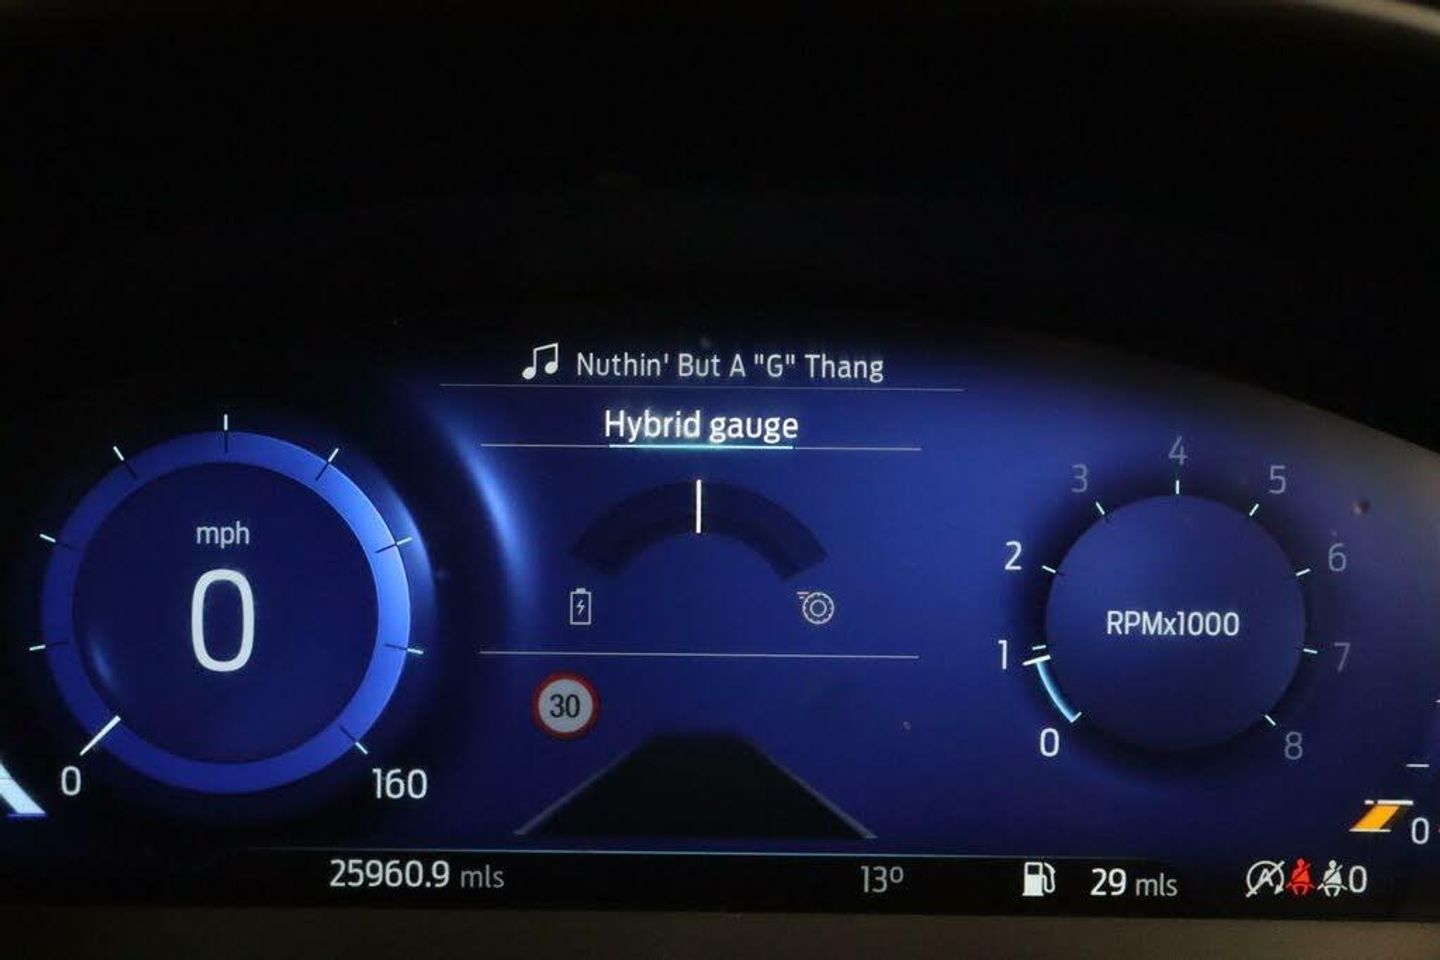 Nuthin' But A "G" Thang
Hybrid gauge
mph
0
0
160
30
4
3
5
2
6
RPMx1000
1
7
0
8
0
25960.9 mls
13º
29 mls
0